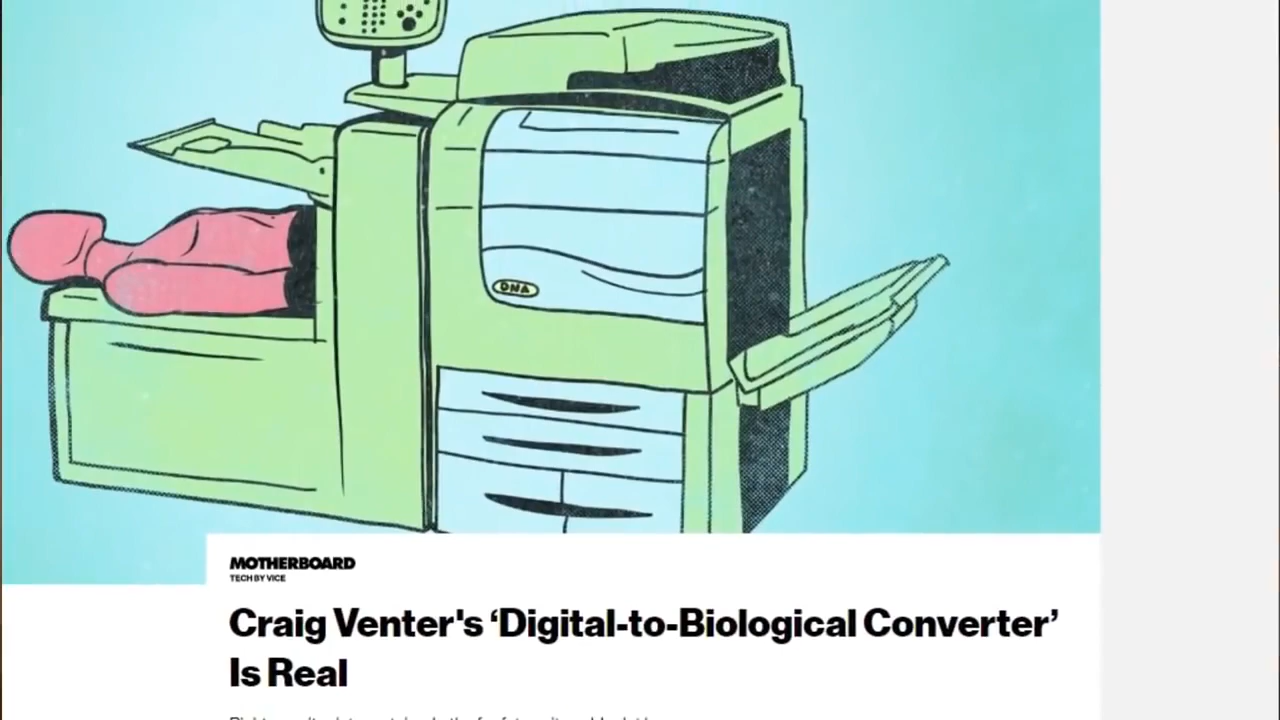 DNA
MOTHERBOARD
TECH BY VICE
Craig Venter's ‘Digital-to-Biological Converter’
Is Real